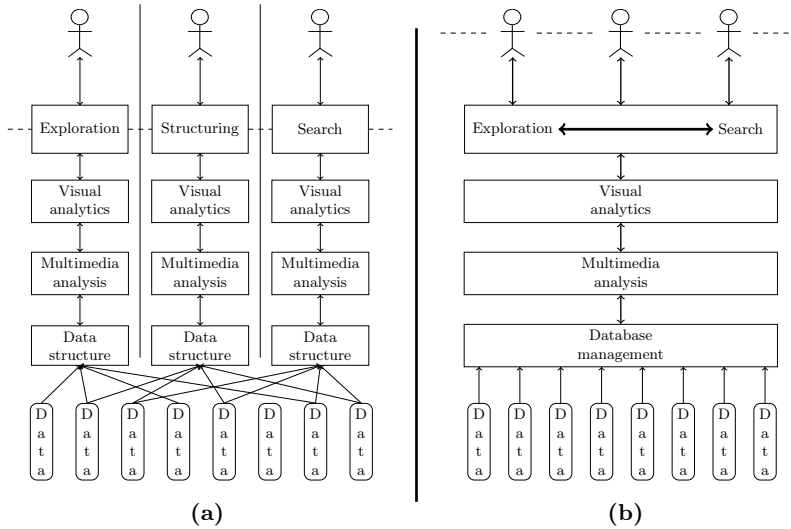 Exploration
Structuring
Search
Visual
analytics
Visual
analytics
Visual
analytics
Multimedia
analysis
Multimedia
analysis
Multimedia
analysis
Data
structure
Data
structure
Data
structure
D
a
t
a
D
a
t
a
D
a
t
a
D
a
t
a
D
a
t
a
D
a
t
a
D
a
t
a
D
a
t
a
(a)
Exploration
Search
Visual
analytics
Multimedia
analysis
Database
management
D
a
t
a
D
a
t
a
D
a
t
a
D
a
t
a
D
a
t
a
D
a
t
a
D
a
t
a
D
a
t
a
(b)